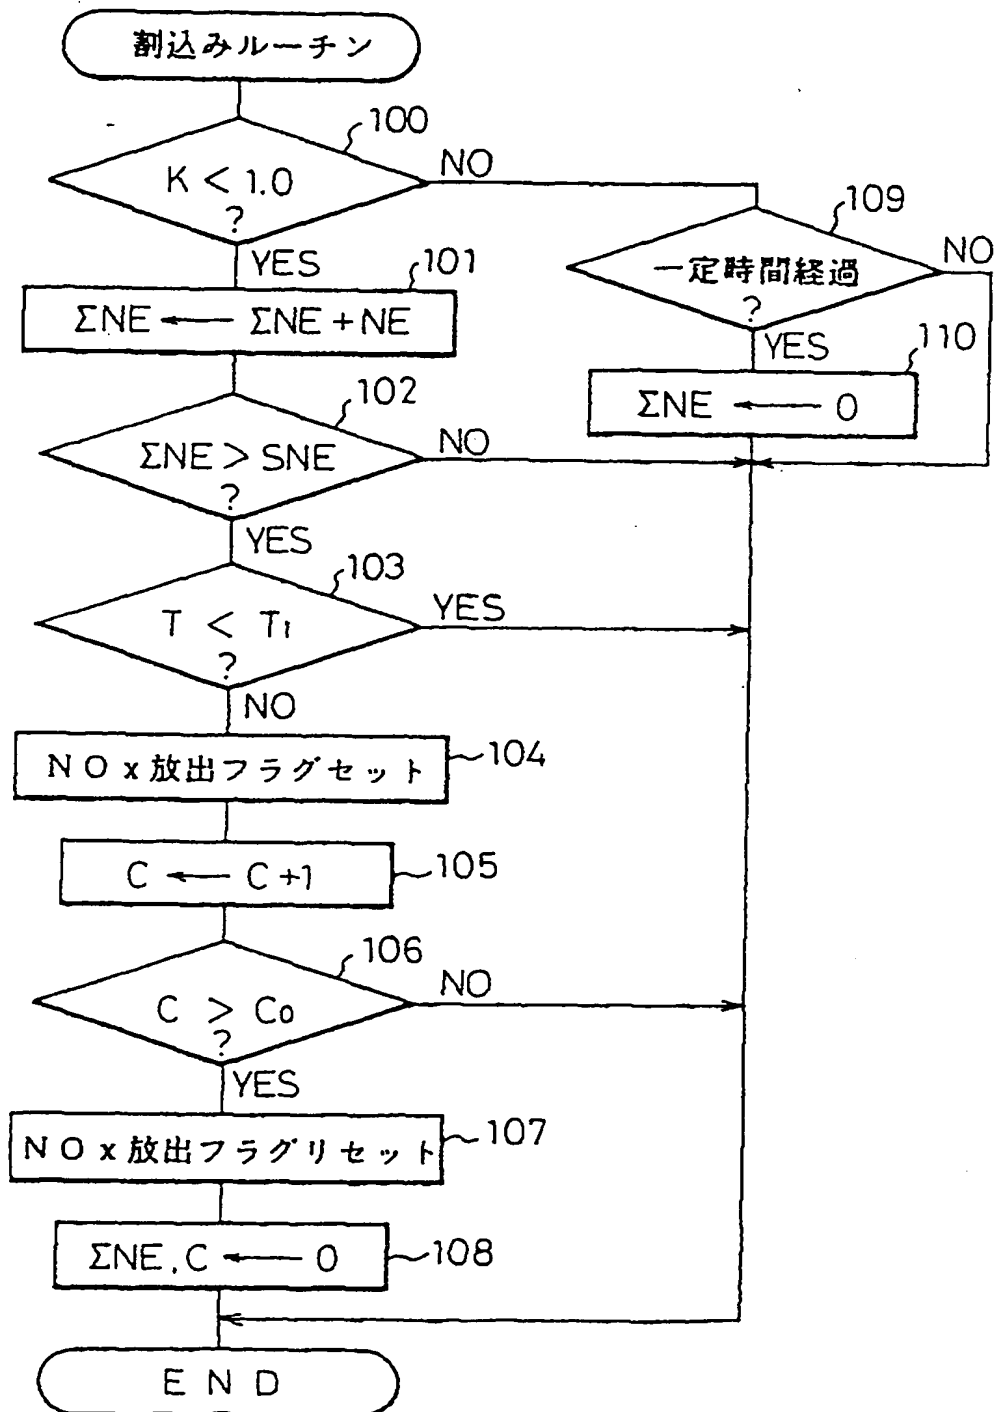 割込みルーチン
100
K < 1.0
?
NO
YES
109
一定時間経過
?
NO
YES
101
ΣNE ← ΣNE + NE
110
ΣNE ← 0
102
ΣNE > SNE
?
NO
YES
103
T < T1
?
YES
NO
104
NOx放出フラグセット
105
C ← C+1
106
C > C0
?
NO
YES
107
NOx放出フラグリセット
108
ΣNE, C ← 0
END